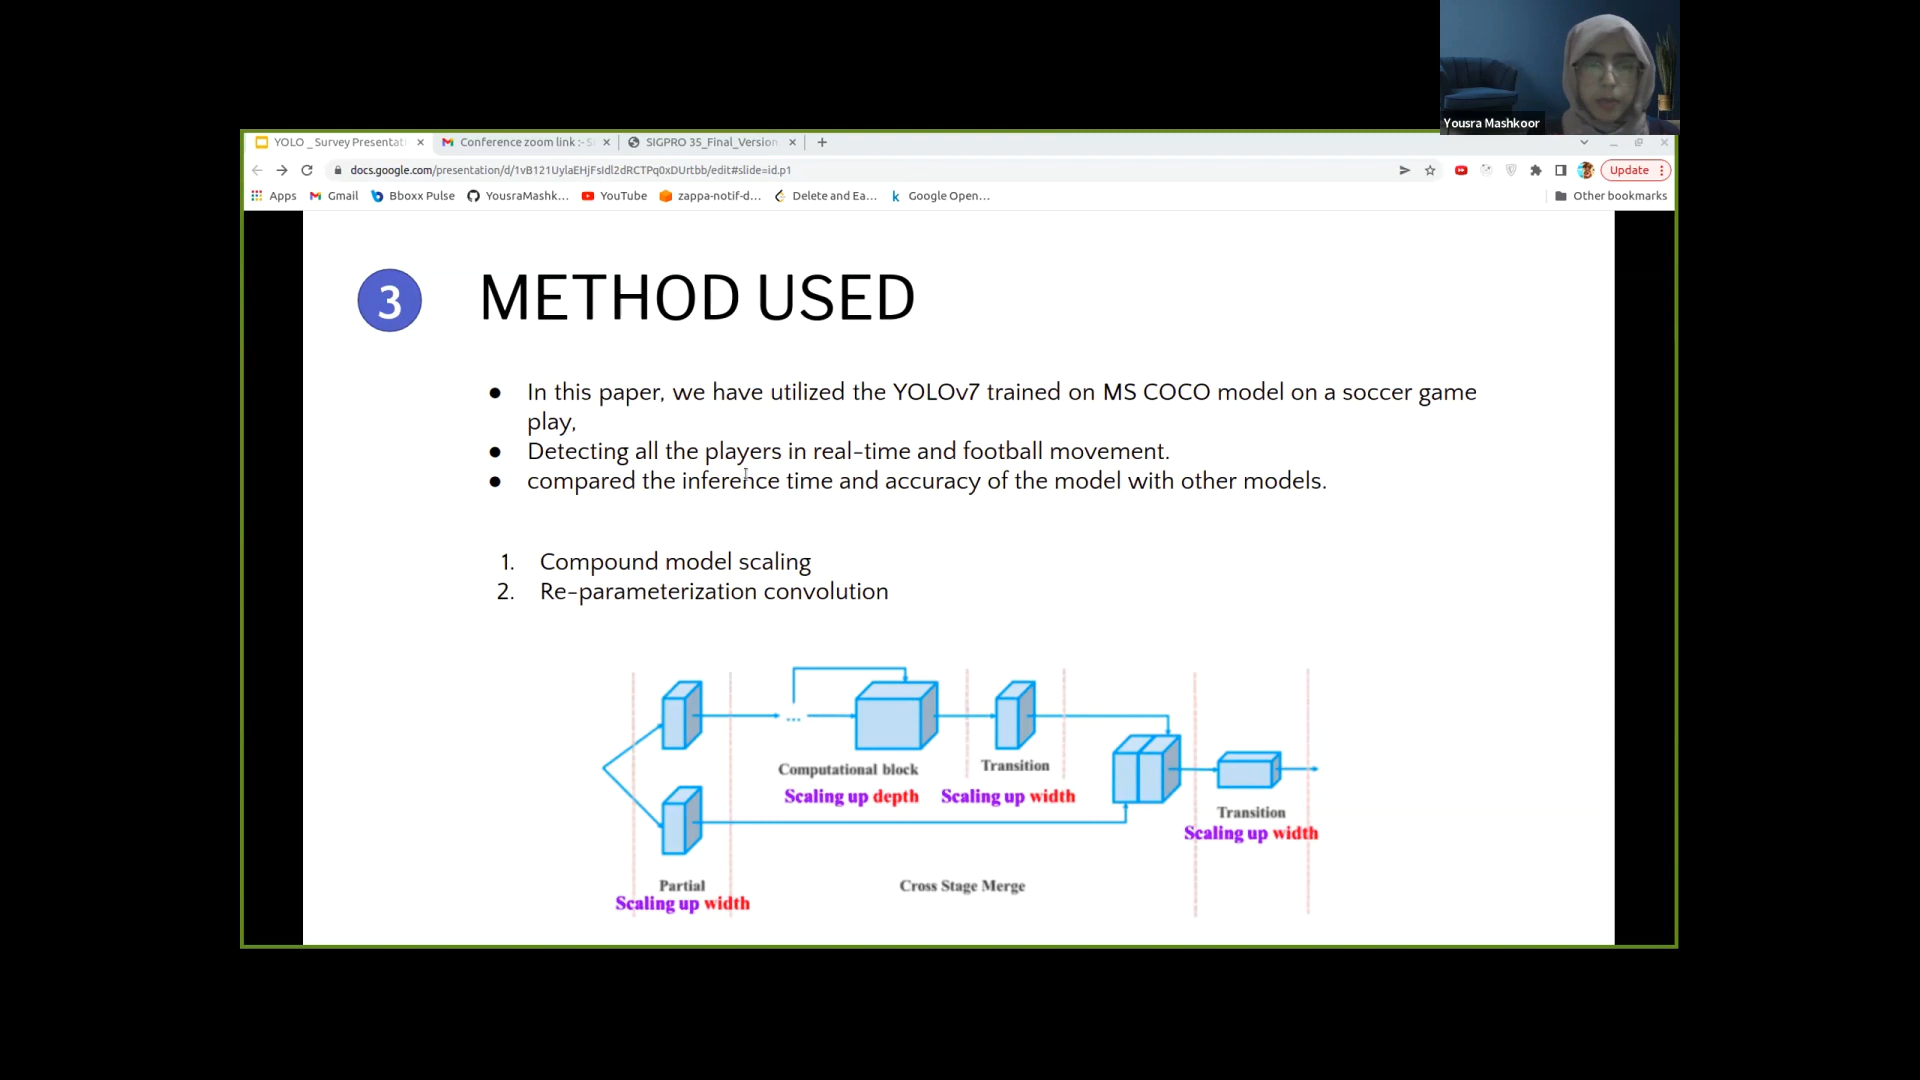 Yousra Mashkoor
YOLO _ Survey Presentati
Conference zoom link :- S
SIGPRO 35_Final_Version
docs.google.com/presentation/d/1vB121UylaEHjFsIdl2dRCTPq0xDUrtbb/edit#slide=id.p1
Update
Apps
Gmail
Bboxx Pulse
YousraMashk...
YouTube
zappa-notif-d...
Delete and Ea...
Google Open...
Other bookmarks
3
METHOD USED
● In this paper, we have utilized the YOLOv7 trained on MS COCO model on a soccer game
play,
● Detecting all the players in real-time and football movement.
● compared the inference time and accuracy of the model with other models.
1. Compound model scaling
2. Re-parameterization convolution
...
Computational block
Scaling up depth
Transition
Scaling up width
Transition
Scaling up width
Partial
Scaling up width
Cross Stage Merge